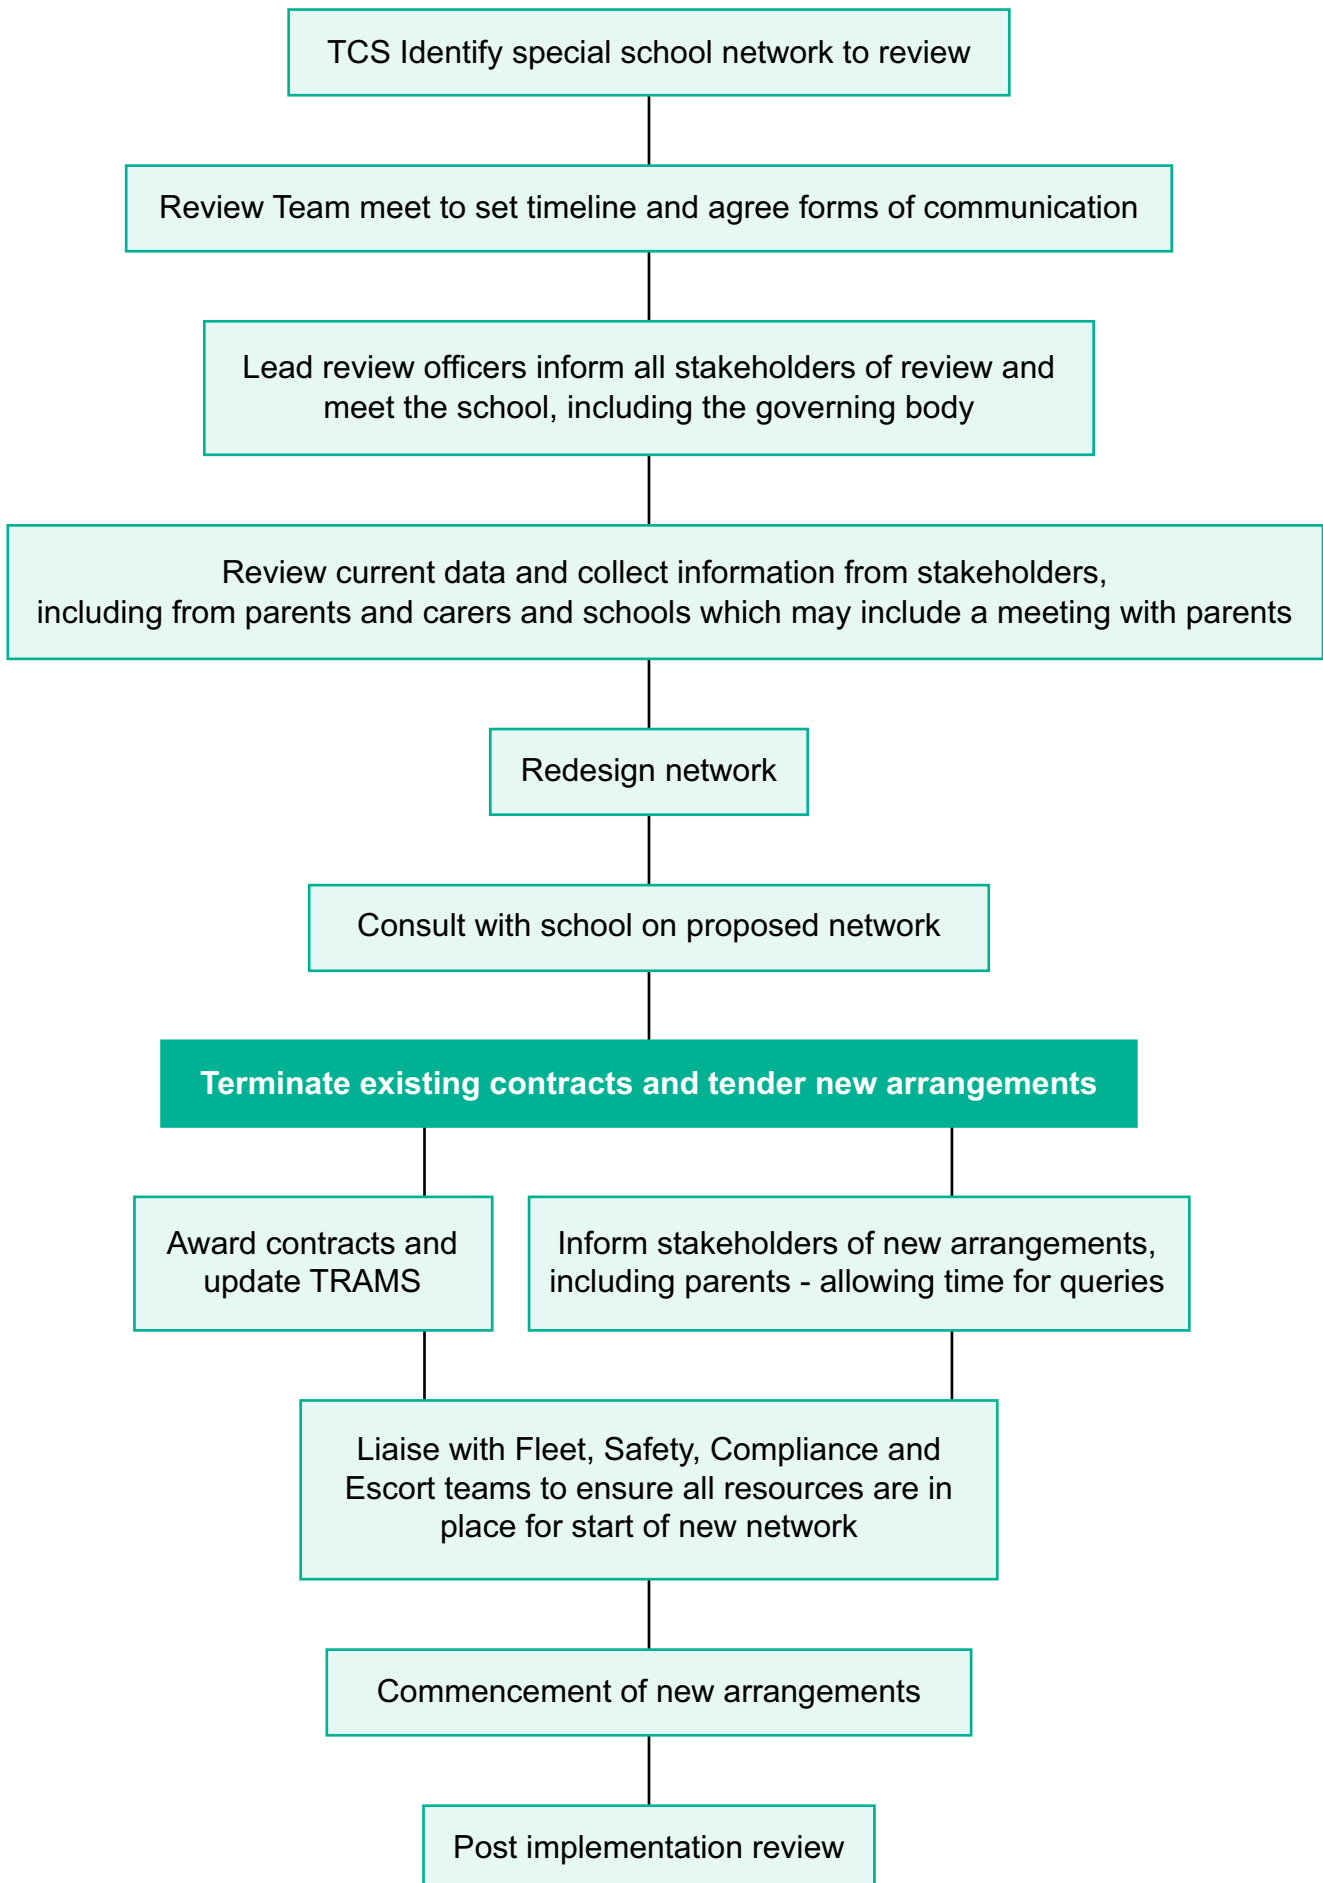 TCS Identify special school network to review
Review Team meet to set timeline and agree forms of communication
Lead review officers inform all stakeholders of review and
meet the school, including the governing body
Review current data and collect information from stakeholders,
including from parents and carers and schools which may include a meeting with parents
Redesign network
Consult with school on proposed network
Terminate existing contracts and tender new arrangements
Award contracts and
update TRAMS
Inform stakeholders of new arrangements,
including parents - allowing time for queries
Liaise with Fleet, Safety, Compliance and
Escort teams to ensure all resources are in
place for start of new network
Commencement of new arrangements
Post implementation review